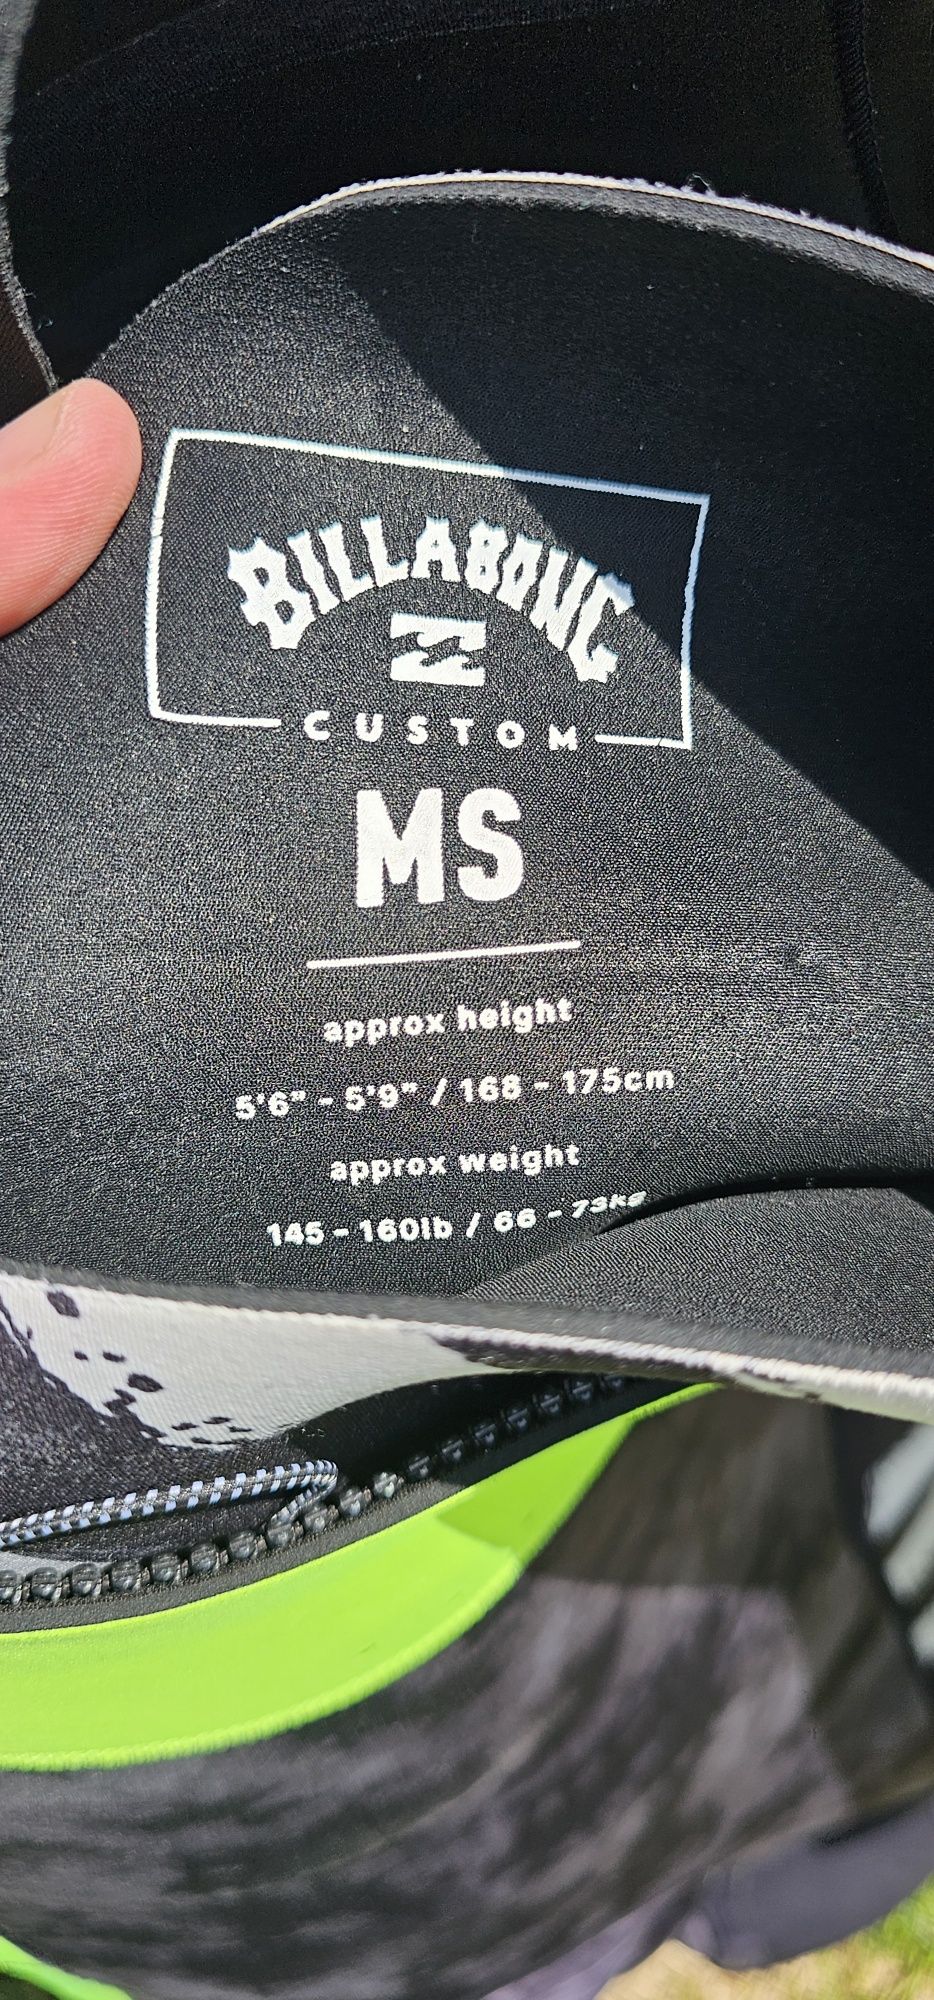 BILLABONG
CUSTOM
MS
approx height
5'6" - 5'9" / 168 - 175cm
approx weight
145 - 160lb / 66 - 73kg